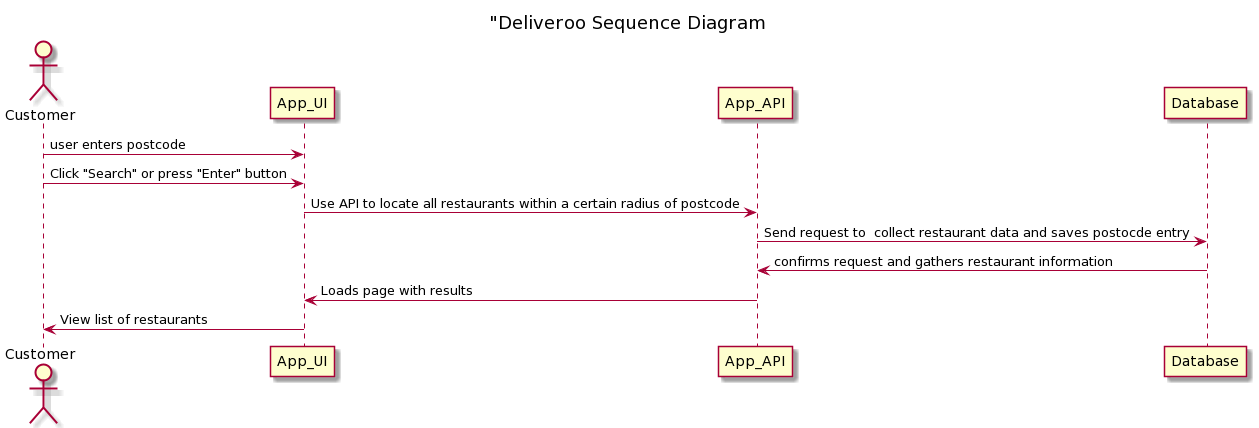 "Deliveroo Sequence Diagram
Customer
App_UI
App_API
Database
user enters postcode
Click "Search" or press "Enter" button
Use API to locate all restaurants within a certain radius of postcode
Send request to  collect restaurant data and saves postocde entry
confirms request and gathers restaurant information
Loads page with results
View list of restaurants
Customer
App_UI
App_API
Database